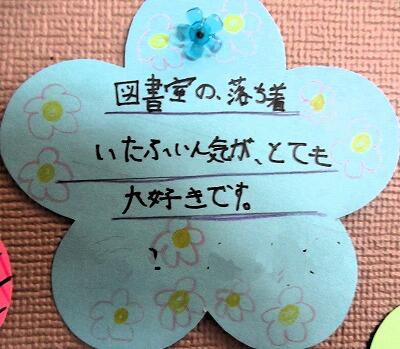 図書室の、落ち着
いたふいん気が、とても
大好きです。